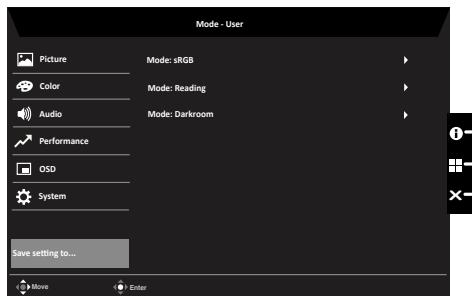 Mode - User
Picture
Mode: sRGB
Color
Mode: Reading
Audio
Mode: Darkroom
Performance
OSD
System
Save setting to...
Move
Enter